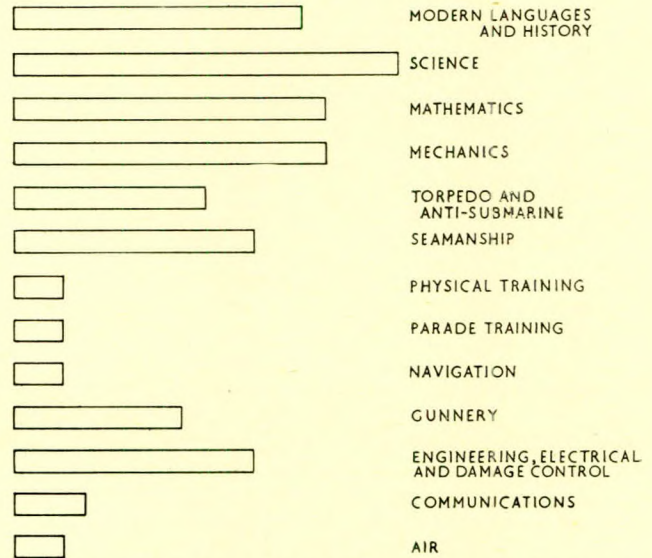 MODERN LANGUAGES
AND HISTORY
SCIENCE
MATHEMATICS
MECHANICS
TORPEDO AND
ANTI-SUBMARINE
SEAMANSHIP
PHYSICAL TRAINING
PARADE TRAINING
NAVIGATION
GUNNERY
ENGINEERING, ELECTRICAL
AND DAMAGE CONTROL
COMMUNICATIONS
AIR